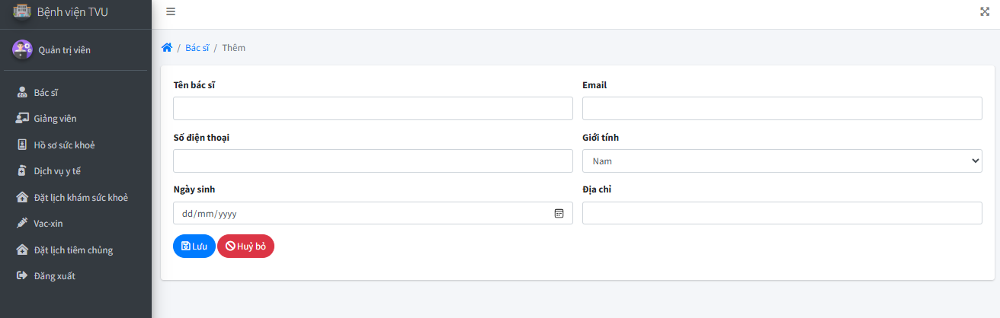 Bệnh viện TVU
Quản trị viên
Bác sĩ
Giảng viên
Hồ sơ sức khoẻ
Dịch vụ y tế
Đặt lịch khám sức khoẻ
Vac-xin
Đặt lịch tiêm chủng
Đăng xuất
/ Bác sĩ / Thêm
Tên bác sĩ
Email
Số điện thoại
Giới tính
Nam
Ngày sinh
Địa chỉ
dd/mm/yyyy
Lưu
Huỷ bỏ